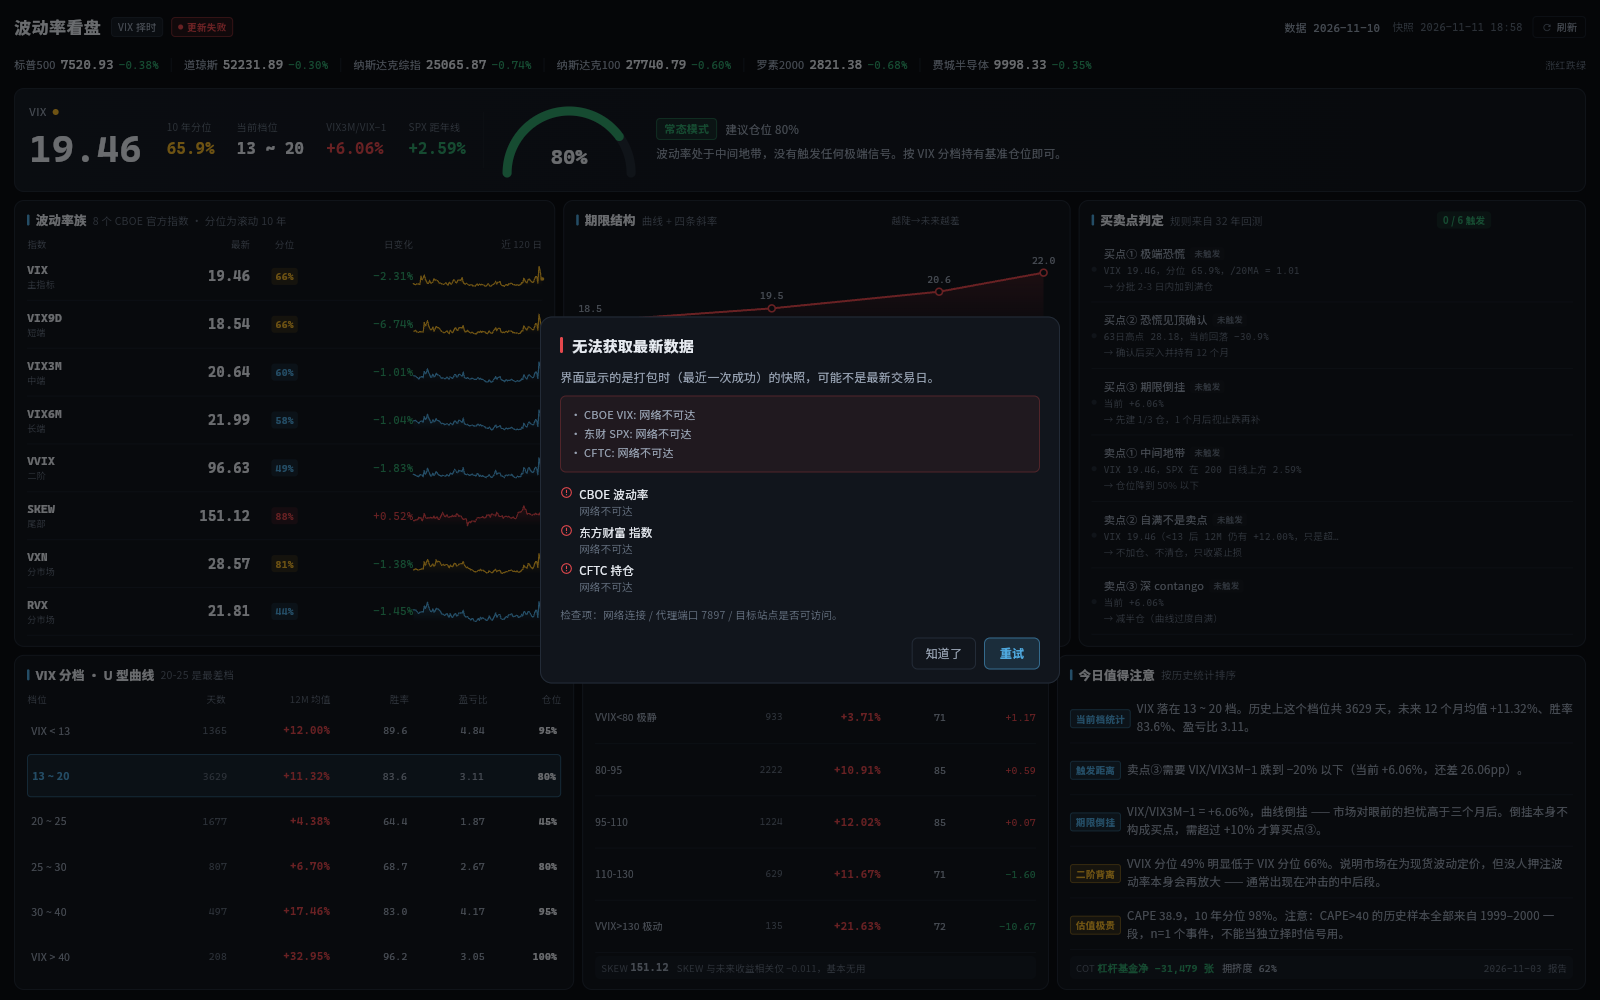 波动率看盘 VIX 择时 更新失败 数据 2026-11-10 快照 2026-11-11 18:58 刷新
标普500 7520.93 -0.38% 道琼斯 52231.89 -0.30% 纳斯达克综指 25065.87 -0.74% 纳斯达克100 27740.79 -0.60% 罗素2000 2821.38 -0.68% 费城半导体 9998.33 -0.35% 涨红跌绿
VIX
19.46
10 年分位 当前档位 VIX3M/VIX-1 SPX 距年线
65.9% 13 ~ 20 +6.06% +2.59%
80%
常态模式 建议仓位 80%
波动率处于中间地带，没有触发任何极端信号。按 VIX 分档持有基准仓位即可。
波动率族 8 个 CBOE 官方指数 · 分位为滚动 10 年
指数 最新 分位 日变化 近 120 日
VIX 主指标 19.46 66% -2.31%
VIX9D 短端 18.54 66% -6.74%
VIX3M 中端 20.64 60% -1.01%
VIX6M 长端 21.99 58% -1.04%
VVIX 二阶 96.63 49% -1.83%
SKEW 尾部 151.12 88% +0.52%
VXN 分市场 28.57 81% -1.38%
RVX 分市场 21.81 44% -1.45%
期限结构 曲线 + 四条斜率 越陡→未来越差
18.5 19.5 20.6 22.0
买卖点判定 规则来自 32 年回测 0 / 6 触发
买点① 极端恐慌 未触发
VIX 19.46，分位 65.9%，/20MA = 1.01
→ 分批 2-3 日内加到满仓
买点② 恐慌见顶确认 未触发
63日高点 28.18，当前回落 -30.9%
→ 确认后买入并持有 12 个月
买点③ 期限倒挂 未触发
当前 +6.06%
→ 先建 1/3 仓，1 个月后视止跌再补
卖点① 中间地带 未触发
VIX 19.46，SPX 在 200 日线上方 2.59%
→ 仓位降到 50% 以下
卖点② 自满不是卖点 未触发
VIX 19.46（<13 后 12M 仍有 +12.00%，只是超…
→ 不加仓、不清仓，只收紧止损
卖点③ 深 contango 未触发
当前 +6.06%
→ 减半仓（曲线过度自满）
无法获取最新数据
界面显示的是打包时（最近一次成功）的快照，可能不是最新交易日。
· CBOE VIX: 网络不可达
· 东财 SPX: 网络不可达
· CFTC: 网络不可达
CBOE 波动率
网络不可达
东方财富 指数
网络不可达
CFTC 持仓
网络不可达
检查项：网络连接 / 代理端口 7897 / 目标站点是否可访问。
知道了 重试
VIX 分档 · U 型曲线 20-25 是最差档
档位 天数 12M 均值 胜率 盈亏比 仓位
VIX < 13 1365 +12.00% 89.6 4.84 95%
13 ~ 20 3629 +11.32% 83.6 3.11 80%
20 ~ 25 1677 +4.38% 64.4 1.87 45%
25 ~ 30 807 +6.70% 68.7 2.67 80%
30 ~ 40 497 +17.46% 83.0 4.17 95%
VIX > 40 208 +32.95% 96.2 3.05 100%
VVIX<80 极静 933 +3.71% 71 +1.17
80-95 2222 +10.91% 85 +0.59
95-110 1224 +12.02% 85 +0.07
110-130 629 +11.67% 71 -1.60
VVIX>130 极动 135 +21.63% 72 -10.67
SKEW 151.12 SKEW 与未来收益相关仅 -0.011，基本无用
今日值得注意 按历史统计排序
当前档统计 VIX 落在 13 ~ 20 档。历史上这个档位共 3629 天，未来 12 个月均值 +11.32%、胜率
83.6%、盈亏比 3.11。
触发距离 卖点③需要 VIX/VIX3M-1 跌到 -20% 以下（当前 +6.06%，还差 26.06pp）。
期限倒挂 VIX/VIX3M-1 = +6.06%，曲线倒挂 —— 市场对眼前的担忧高于三个月后。倒挂本身不
构成买点，需超过 +10% 才算买点③。
二阶背离 VVIX 分位 49% 明显低于 VIX 分位 66%。说明市场在为现货波动定价，但没人押注波
动率本身会再放大 —— 通常出现在冲击的中后段。
估值极贵 CAPE 38.9，10 年分位 98%。注意：CAPE>40 的历史样本全部来自 1999-2000 一
段，n=1 个事件，不能当独立择时信号用。
COT 杠杆基金净 -31,479 张 拥挤度 62% 2026-11-03 报告